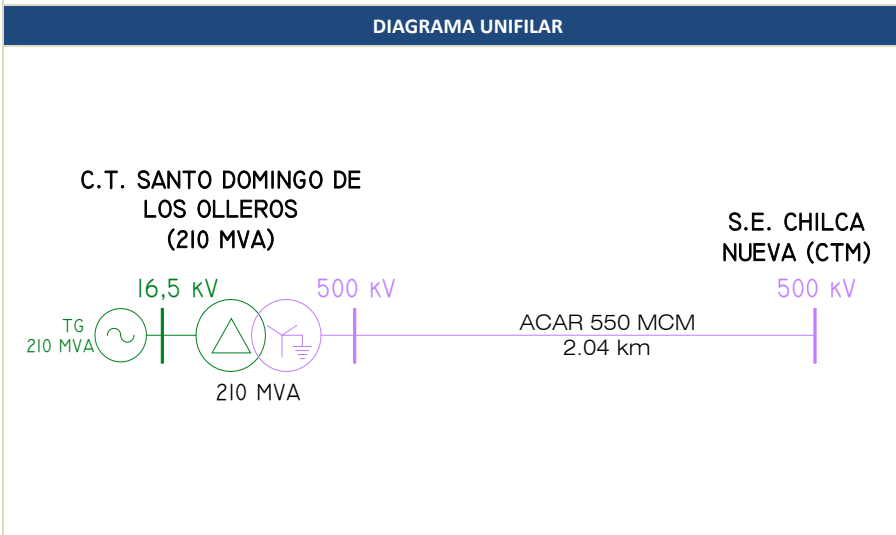 DIAGRAMA UNIFILAR
C.T. SANTO DOMINGO DE
LOS OLLEROS
(210 MVA)
S.E. CHILCA
NUEVA (CTM)
16,5 kV
500 kV
500 kV
TG
210 MVA
ACAR 550 MCM
2.04 km
210 MVA